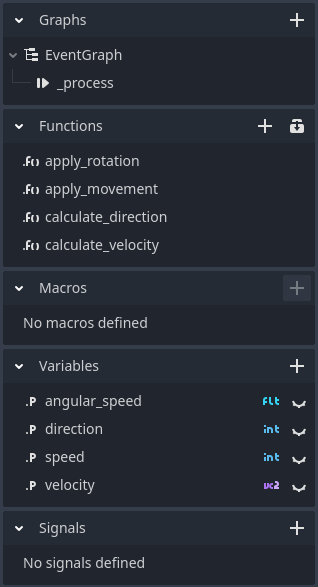 Graphs
EventGraph
_process
Functions
.f() apply_rotation
.f() apply_movement
.f() calculate_direction
.f() calculate_velocity
Macros
No macros defined
Variables
.P angular_speed flt
.P direction int
.P speed int
.P velocity vc2
Signals
No signals defined